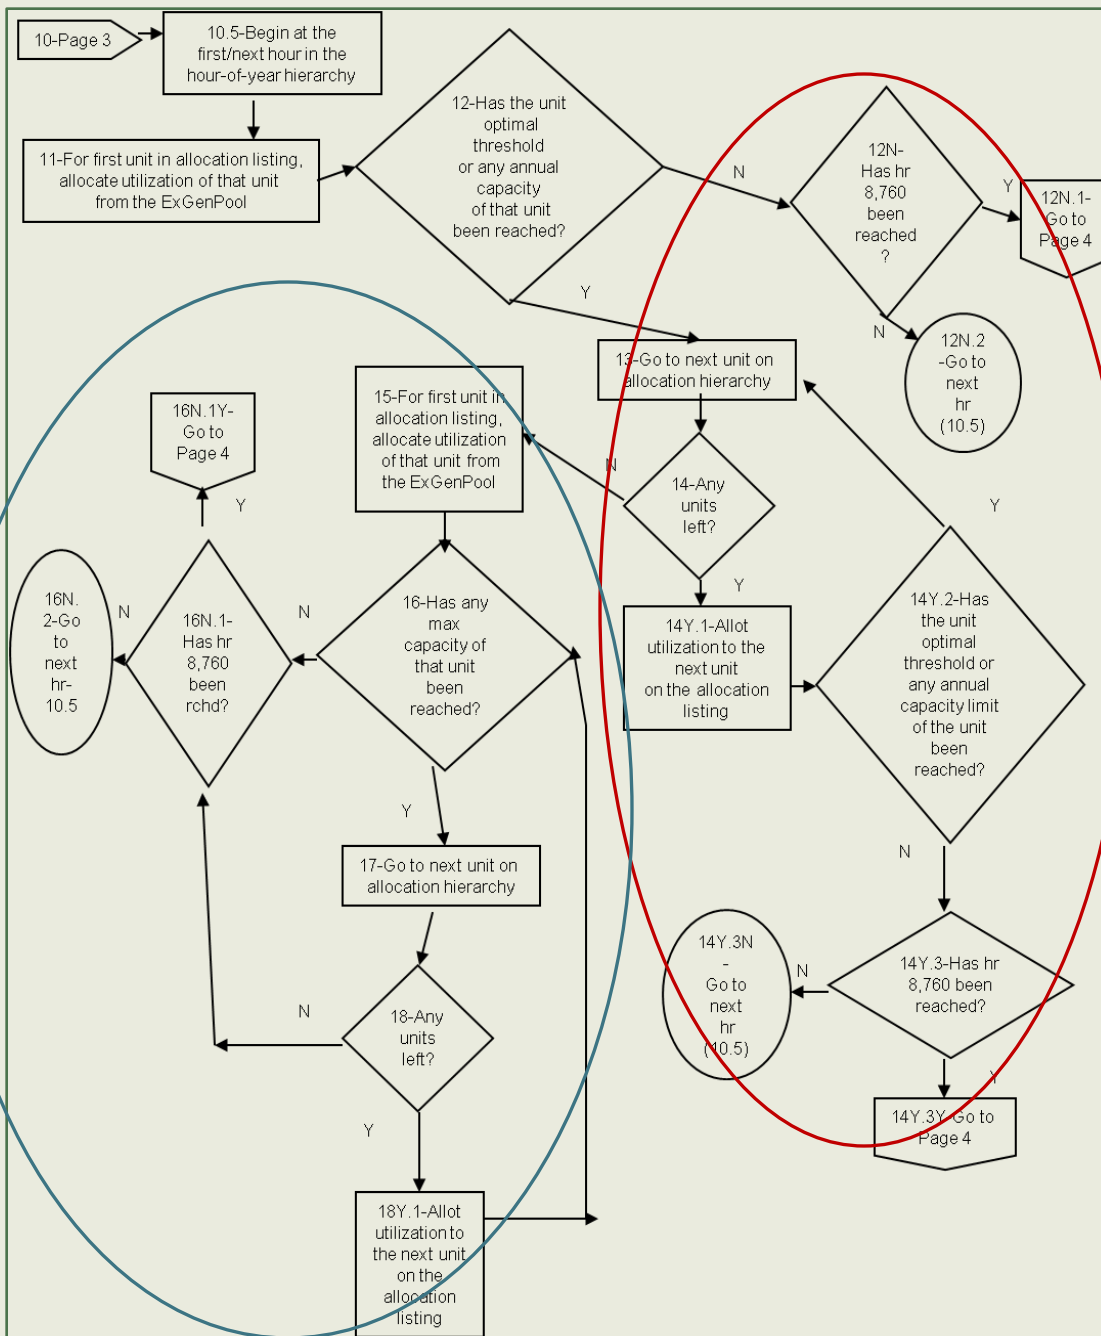 10-Page 3
10.5-Begin at the
first/next hour in the
hour-of-year hierarchy
11-For first unit in allocation listing,
allocate utilization of that unit
from the ExGenPool
12-Has the unit
optimal
threshold
or any annual
capacity
of that unit
been reached?
N
Y
12N-
Has hr
8,760
been
reached
?
Y
12N.1-
Go to
Page 4
N
12N.2
-Go to
next
hr
(10.5)
13-Go to next unit on
allocation hierarchy
14-Any
units
left?
N
Y
14Y.1-Allot
utilization to the
next unit
on the allocation
listing
14Y.2-Has
the unit
optimal
threshold or
any annual
capacity limit
of the unit
been
reached?
Y
N
14Y.3-Has hr
8,760 been
reached?
N
14Y.3N
-
Go to
next
hr
(10.5)
Y
14Y.3Y-Go to
Page 4
15-For first unit in
allocation listing,
allocate utilization
of that unit from
the ExGenPool
16-Has any
max
capacity of
that unit
been
reached?
N
16N.1-
Has hr
8,760
been
rchd?
Y
16N.1Y-
Go to
Page 4
N
16N.
2-Go
to
next
hr-
10.5
Y
17-Go to next unit on
allocation hierarchy
18-Any
units
left?
N
Y
18Y.1-Allot
utilization to
the next unit
on the
allocation
listing